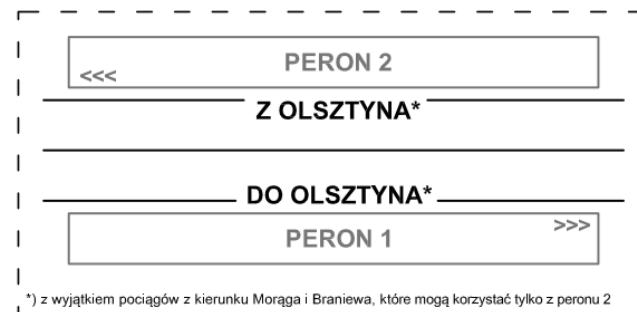 PERON 2
<<<
Z OLSZTYNA*
DO OLSZTYNA*
>>>
PERON 1
*) z wyjątkiem pociągów z kierunku Morąga i Braniewa, które mogą korzystać tylko z peronu 2